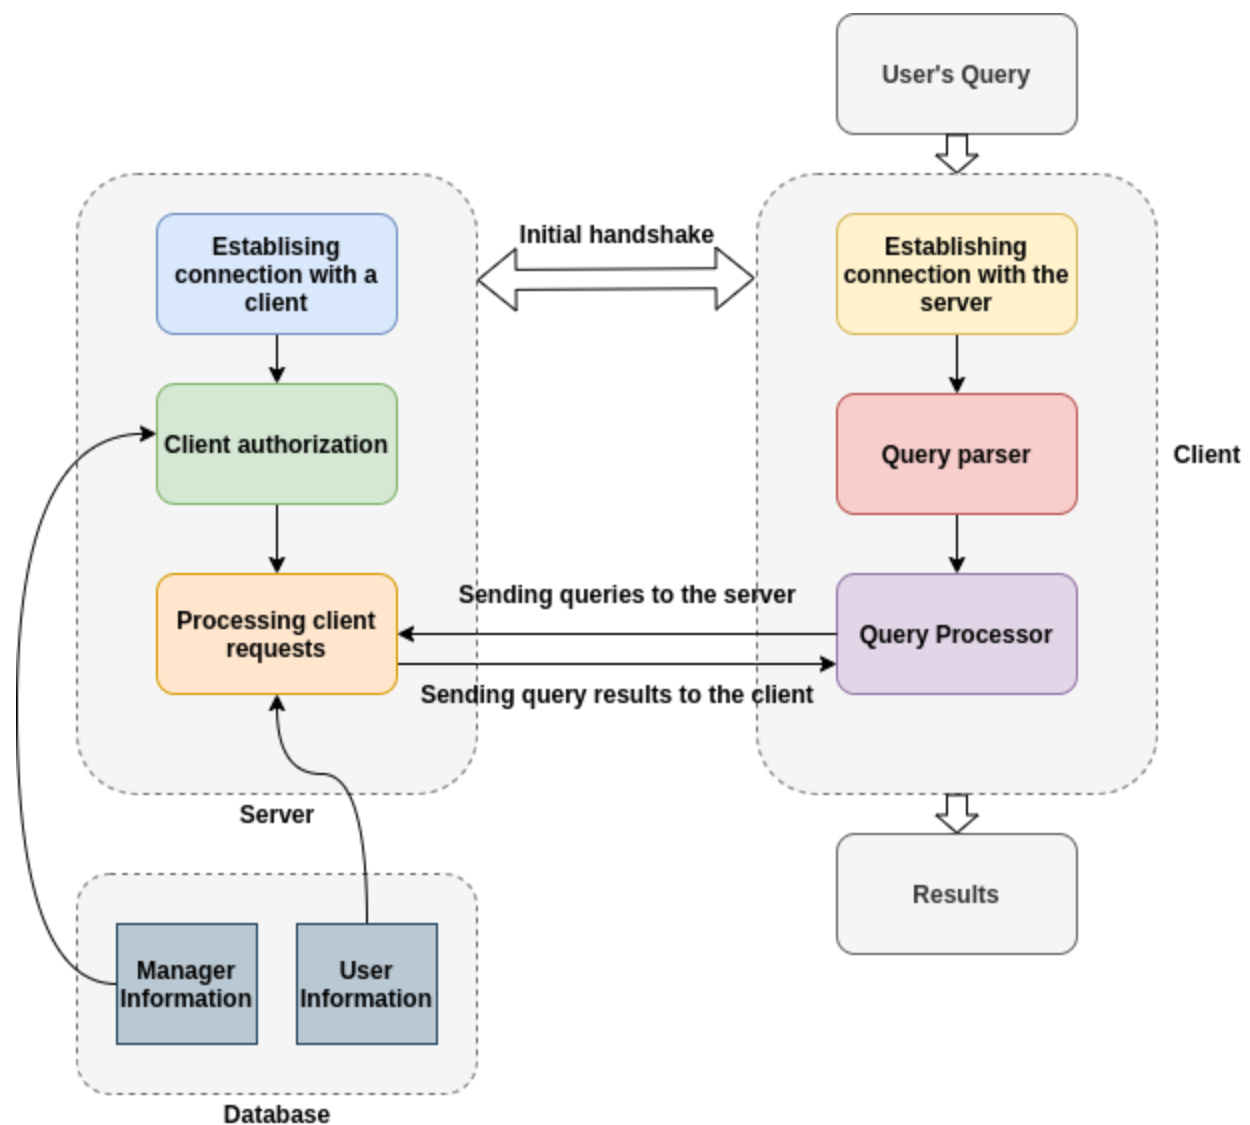 User's Query
Initial handshake
Establising
connection with a
client
Establishing
connection with the
server
Client authorization
Query parser
Client
Sending queries to the server
Processing client
requests
Query Processor
Sending query results to the client
Server
Results
Manager
Information
User
Information
Database